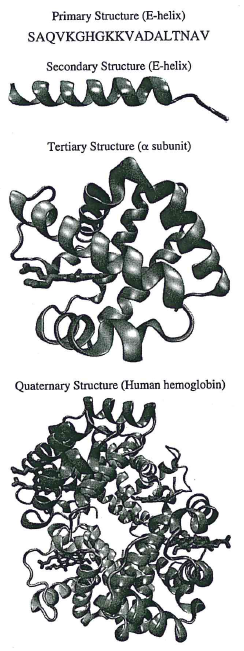 Primary Structure (E-helix)
SAQVKGHGKKVADALTNAV
Secondary Structure (E-helix)
Tertiary Structure (α subunit)
Quaternary Structure (Human hemoglobin)